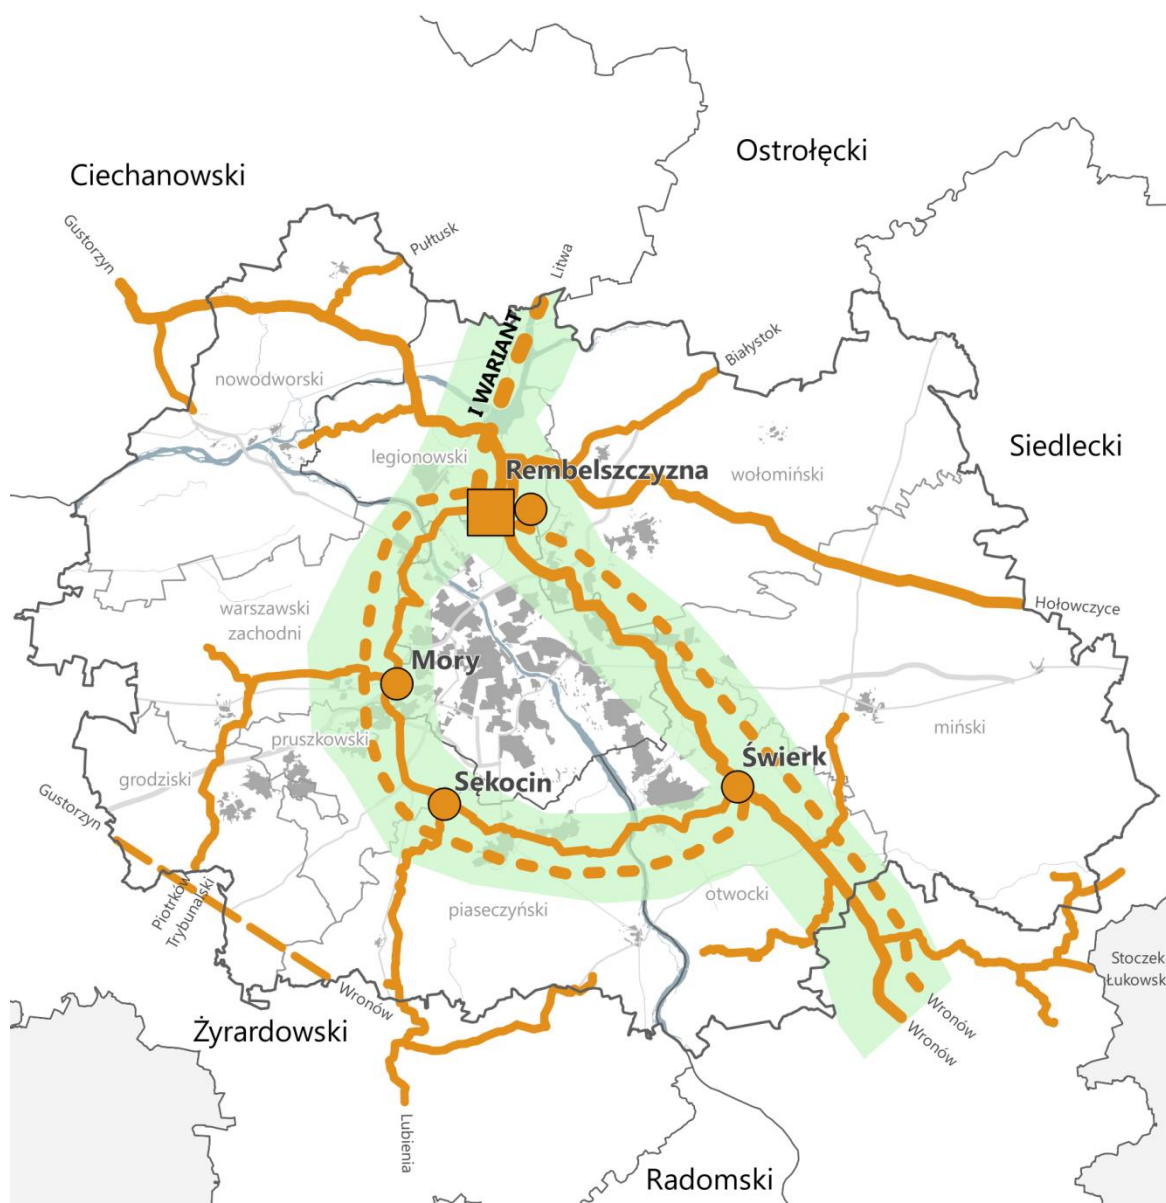 Ostrołęcki
Ciechanowski
Gustorzyn
Pułtusk
Litwa
I WARIANT
Białystok
nowodworski
Siedlecki
legionowski
Rembelszczyzna
wołomiński
Hołowczyce
warszawski
zachodni
Mory
miński
pruszkowski
Świerk
grodziski
Sękocin
Gustorzyn
Piotrków
Trybunalski
otwocki
piaseczyński
Stoczek
Łukowsk
Wronów
Wronów
Wronów
Żyrardowski
Lubienia
Radomski